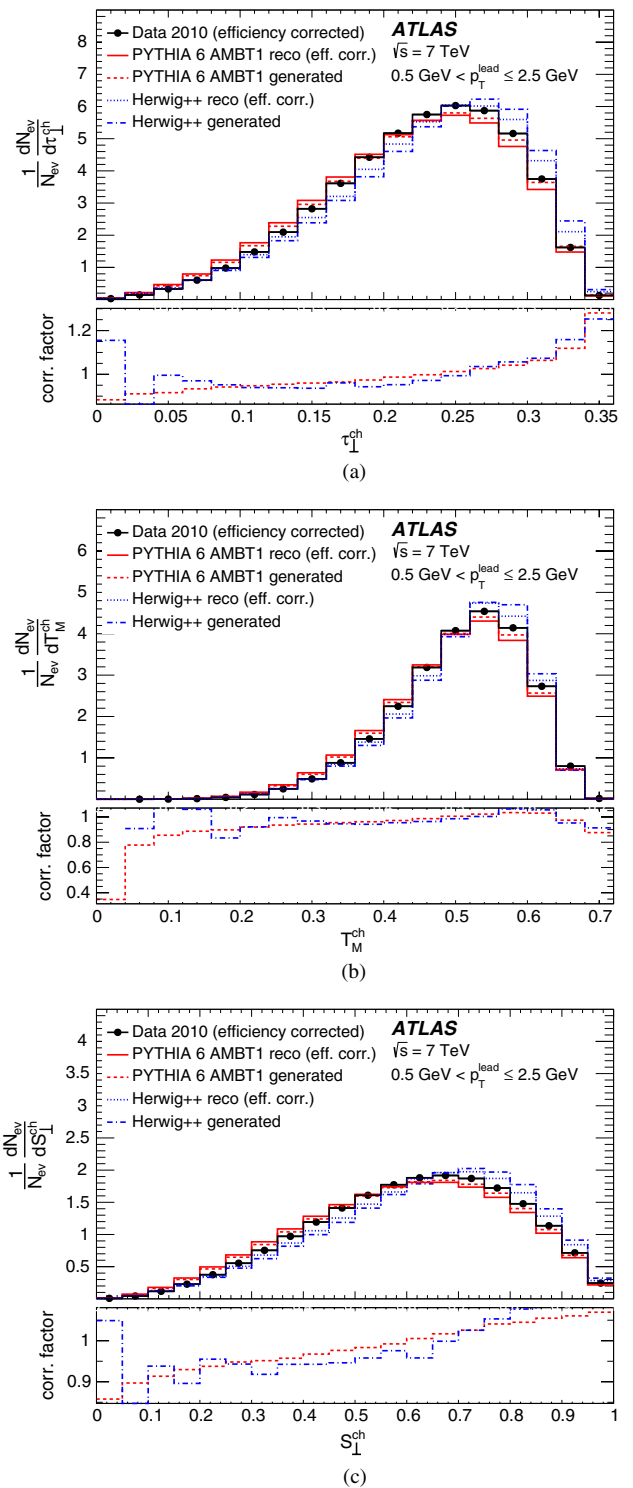 ATLAS
√s = 7 TeV
0.5 GeV < p_T^lead ≤ 2.5 GeV
Data 2010 (efficiency corrected)
PYTHIA 6 AMBT1 reco (eff. corr.)
PYTHIA 6 AMBT1 generated
Herwig++ reco (eff. corr.)
Herwig++ generated
1/N_ev dN_ev/dτ_⊥^ch
6
5
4
3
2
1
corr. factor
1.2
1
0 0.05 0.1 0.15 0.2 0.25 0.3 0.35
τ_⊥^ch
(a)
ATLAS
√s = 7 TeV
0.5 GeV < p_T^lead ≤ 2.5 GeV
Data 2010 (efficiency corrected)
PYTHIA 6 AMBT1 reco (eff. corr.)
PYTHIA 6 AMBT1 generated
Herwig++ reco (eff. corr.)
Herwig++ generated
1/N_ev dN_ev/dT_M^ch
6
5
4
3
2
1
corr. factor
1
0.8
0.6
0.4
0 0.1 0.2 0.3 0.4 0.5 0.6 0.7
T_M^ch
(b)
ATLAS
√s = 7 TeV
0.5 GeV < p_T^lead ≤ 2.5 GeV
Data 2010 (efficiency corrected)
PYTHIA 6 AMBT1 reco (eff. corr.)
PYTHIA 6 AMBT1 generated
Herwig++ reco (eff. corr.)
Herwig++ generated
1/N_ev dN_ev/dS_⊥^ch
4
3.5
3
2.5
2
1.5
1
0.5
corr. factor
1
0.9
0 0.1 0.2 0.3 0.4 0.5 0.6 0.7 0.8 0.9 1
S_⊥^ch
(c)